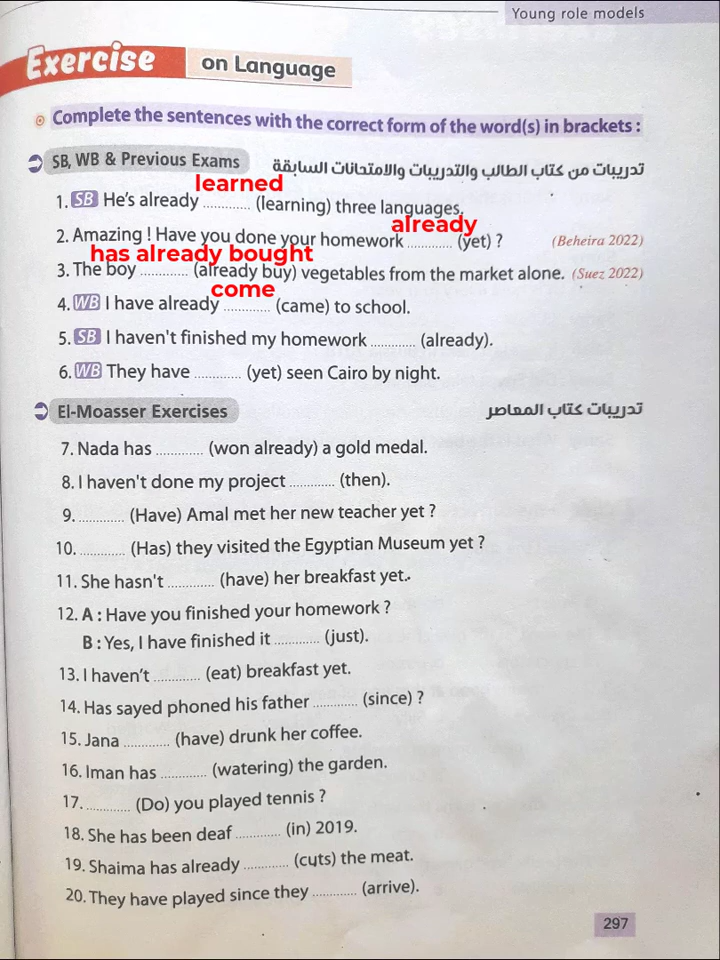 Young role models
Exercise on Language
Complete the sentences with the correct form of the word(s) in brackets :
SB, WB & Previous Exams تدريبات من كتاب الطالب والتدريبات والامتحانات السابقة
learned
1. SB He's already ............ (learning) three languages.
already
2. Amazing ! Have you done your homework ............ (yet) ? (Beheira 2022)
has already bought
3. The boy ............ (already buy) vegetables from the market alone. (Suez 2022)
come
4. WB I have already ............ (came) to school.
5. SB I haven't finished my homework ............ (already).
6. WB They have ............ (yet) seen Cairo by night.
El-Moasser Exercises تدريبات كتاب المعاصر
7. Nada has ............ (won already) a gold medal.
8. I haven't done my project ............ (then).
9. ............ (Have) Amal met her new teacher yet ?
10. ............ (Has) they visited the Egyptian Museum yet ?
11. She hasn't ............ (have) her breakfast yet.
12. A : Have you finished your homework ?
B : Yes, I have finished it ............ (just).
13. I haven't ............ (eat) breakfast yet.
14. Has sayed phoned his father ............ (since) ?
15. Jana ............ (have) drunk her coffee.
16. Iman has ............ (watering) the garden.
17. ............ (Do) you played tennis ?
18. She has been deaf ............ (in) 2019.
19. Shaima has already ............ (cuts) the meat.
20. They have played since they ............ (arrive).
297